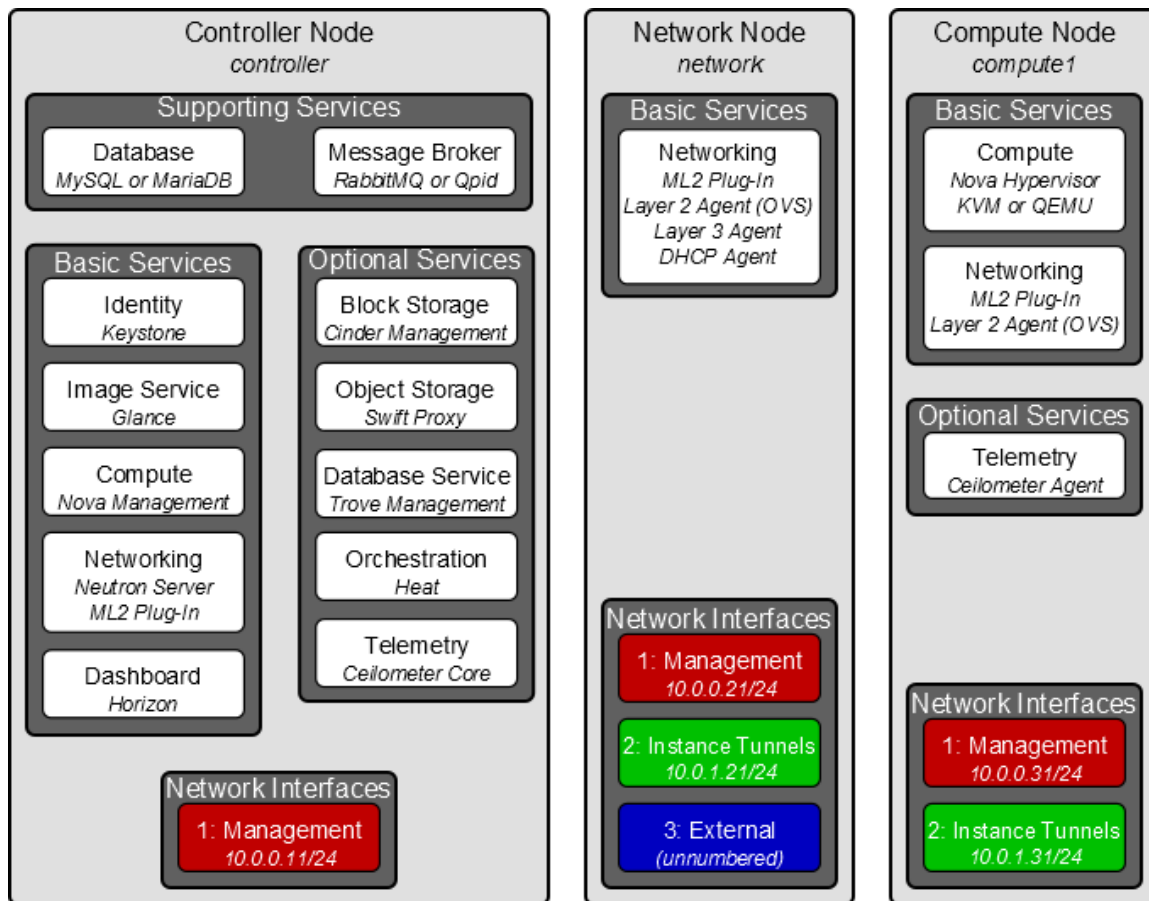 Controller Node
controller
Supporting Services
Database
MySQL or MariaDB
Message Broker
RabbitMQ or Qpid
Basic Services
Identity
Keystone
Image Service
Glance
Compute
Nova Management
Networking
Neutron Server
ML2 Plug-In
Dashboard
Horizon
Optional Services
Block Storage
Cinder Management
Object Storage
Swift Proxy
Database Service
Trove Management
Orchestration
Heat
Telemetry
Ceilometer Core
Network Interfaces
1: Management
10.0.0.11/24
Network Node
network
Basic Services
Networking
ML2 Plug-In
Layer 2 Agent (OVS)
Layer 3 Agent
DHCP Agent
Network Interfaces
1: Management
10.0.0.21/24
2: Instance Tunnels
10.0.1.21/24
3: External
(unnumbered)
Compute Node
compute1
Basic Services
Compute
Nova Hypervisor
KVM or QEMU
Networking
ML2 Plug-In
Layer 2 Agent (OVS)
Optional Services
Telemetry
Ceilometer Agent
Network Interfaces
1: Management
10.0.0.31/24
2: Instance Tunnels
10.0.1.31/24